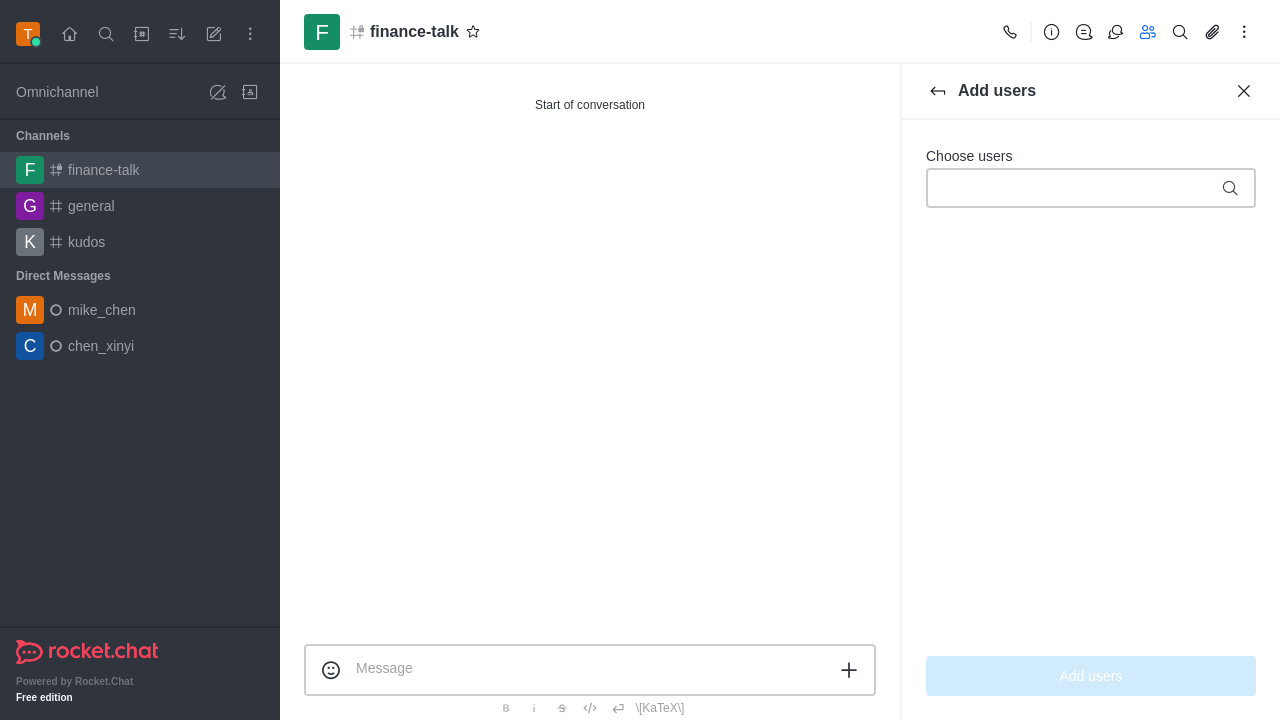 T
Omnichannel
Channels
F finance-talk
G general
K kudos
Direct Messages
M mike_chen
C chen_xinyi
rocket.chat
Powered by Rocket.Chat
Free edition
F finance-talk
Start of conversation
Message
B i S \[KaTeX\]
Add users
Choose users
Add users